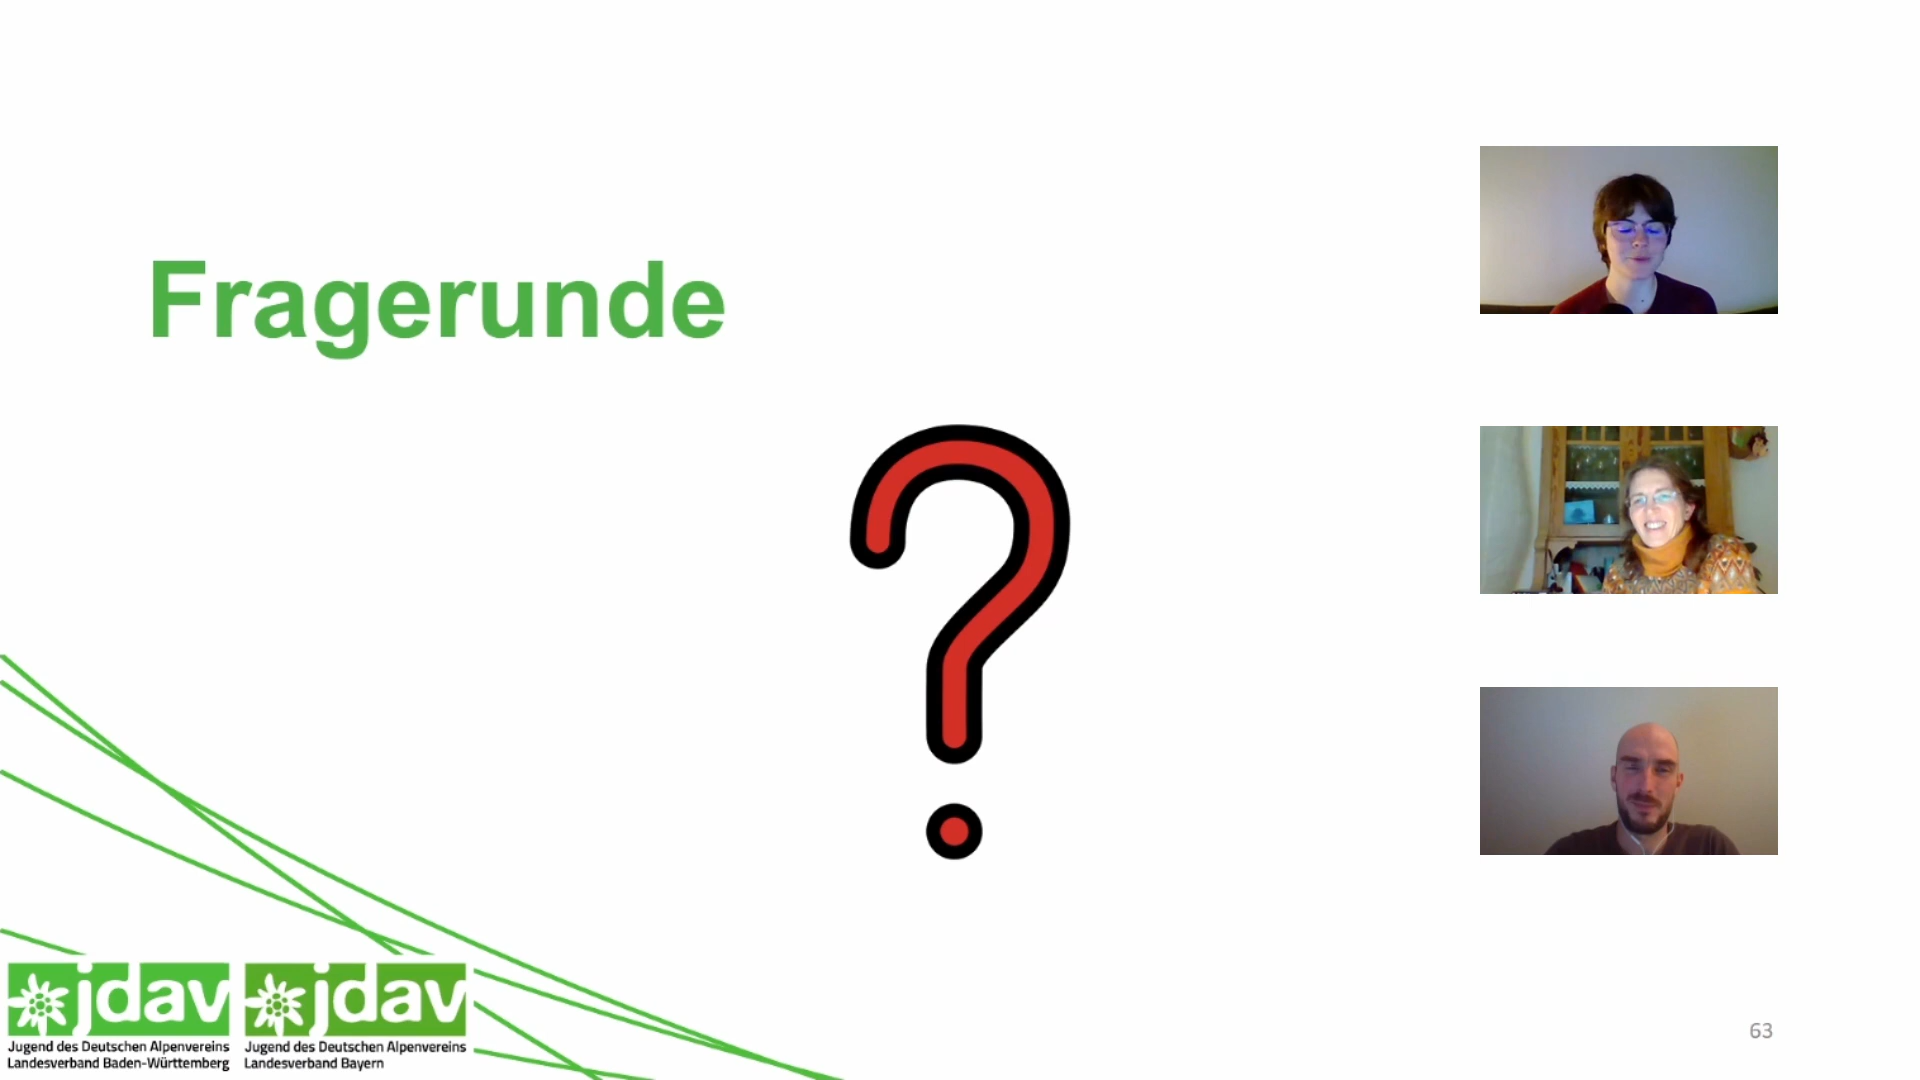 Fragerunde
?
jdav
Jugend des Deutschen Alpenvereins
Landesverband Baden-Württemberg
jdav
Jugend des Deutschen Alpenvereins
Landesverband Bayern
63